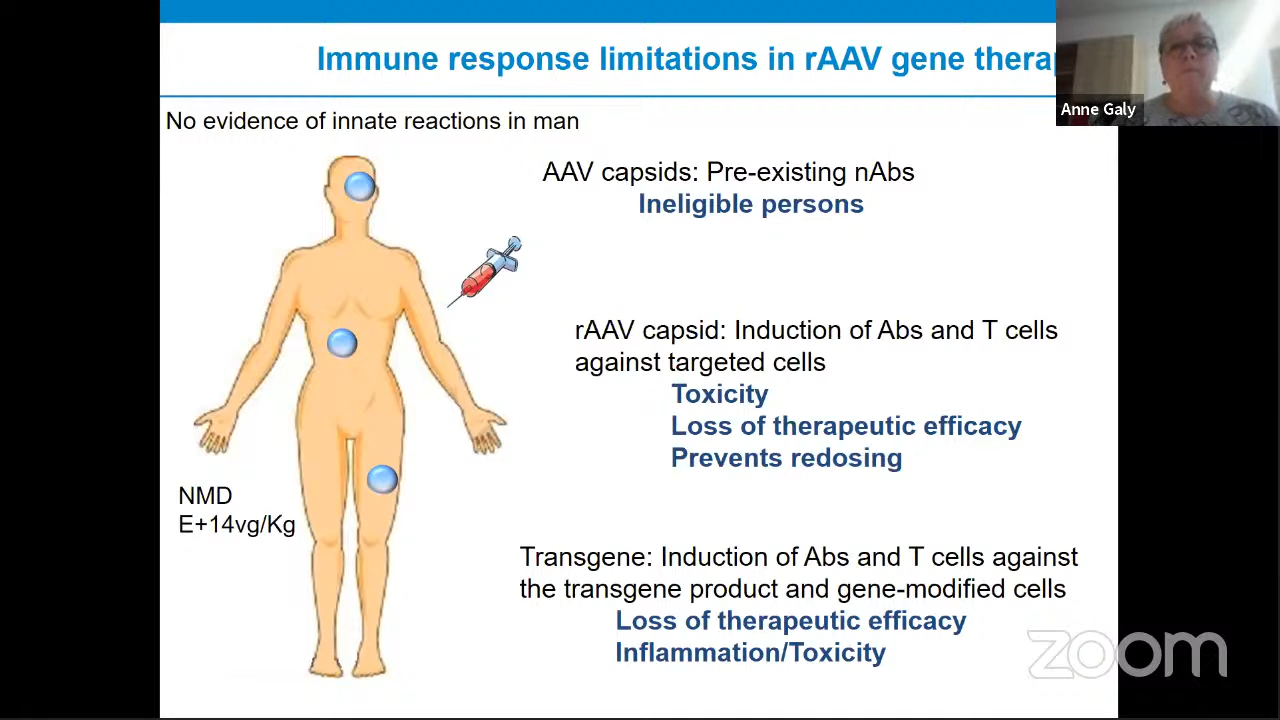 Immune response limitations in rAAV gene therap
Anne Galy
No evidence of innate reactions in man
AAV capsids: Pre-existing nAbs
Ineligible persons
rAAV capsid: Induction of Abs and T cells
against targeted cells
Toxicity
Loss of therapeutic efficacy
Prevents redosing
NMD
E+14vg/Kg
Transgene: Induction of Abs and T cells against
the transgene product and gene-modified cells
Loss of therapeutic efficacy
Inflammation/Toxicity
zoom